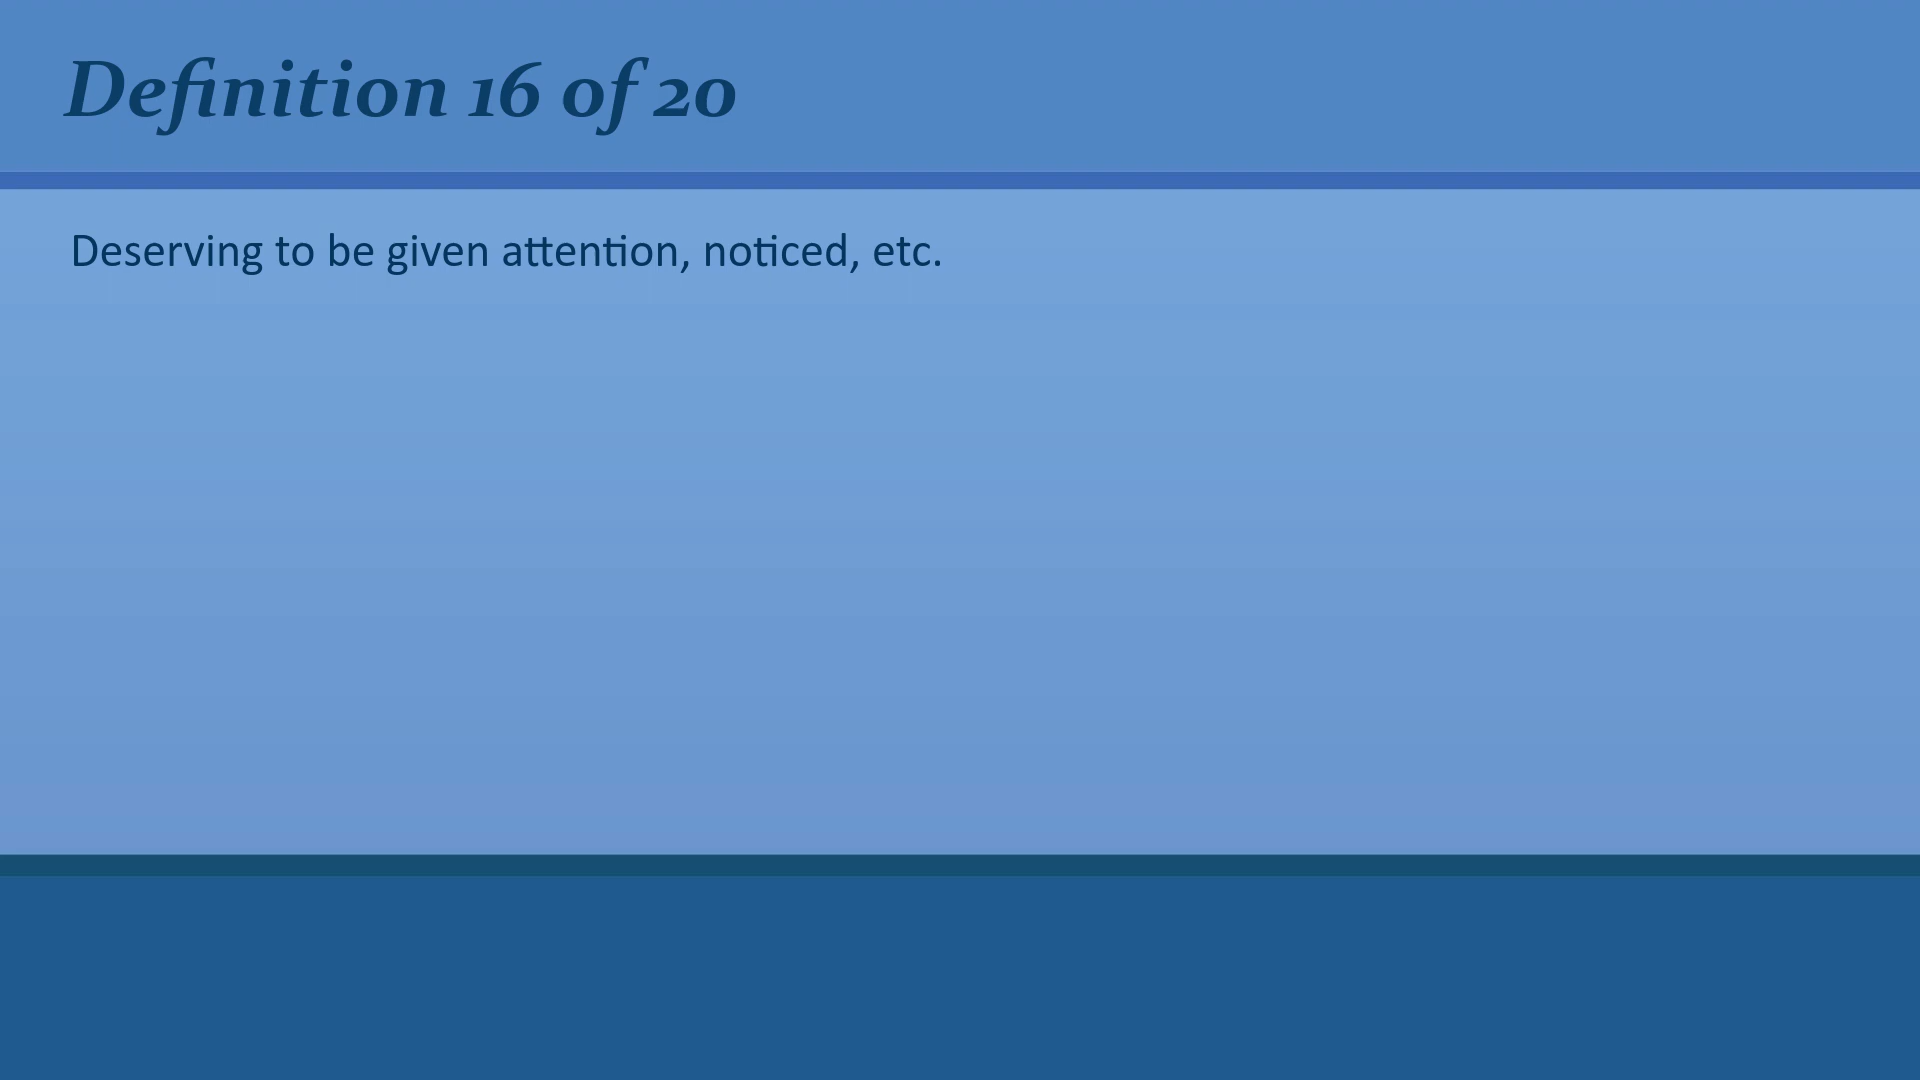 Definition 16 of 20
Deserving to be given attention, noticed, etc.